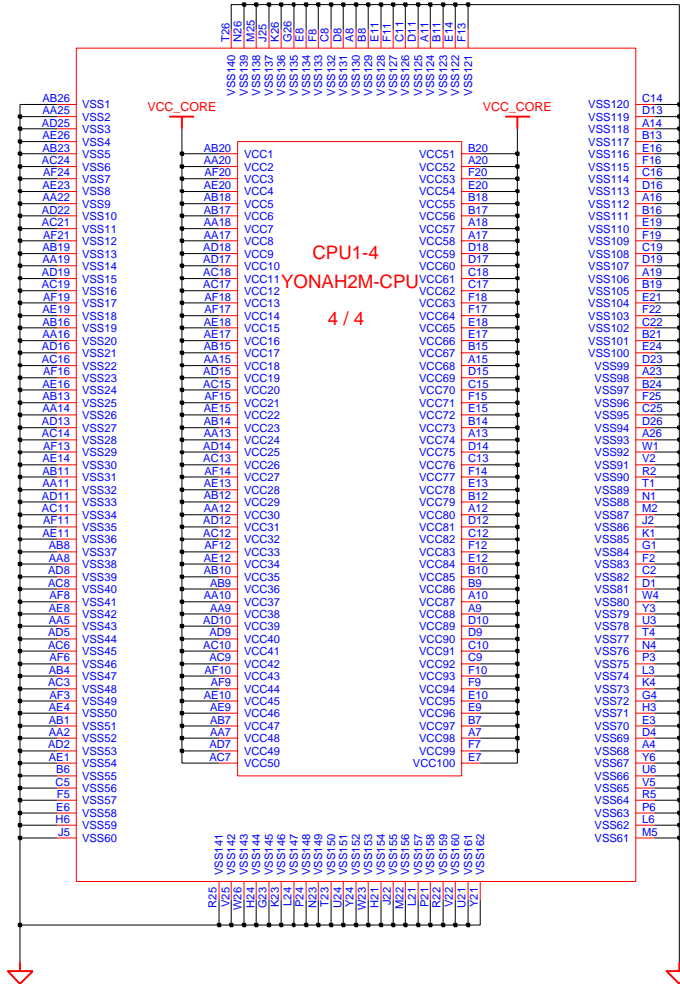 T26 VSS140
N26 VSS139
M25 VSS138
J25 VSS137
K26 VSS136
G26 VSS135
E8 VSS134
F8 VSS133
C8 VSS132
D8 VSS131
A8 VSS130
B8 VSS129
E11 VSS128
F11 VSS127
C11 VSS126
D11 VSS125
A11 VSS124
B11 VSS123
E14 VSS122
F13 VSS121
AB26 VSS1
AA25 VSS2
AD25 VSS3
AE26 VSS4
AB23 VSS5
AC24 VSS6
AF24 VSS7
AE23 VSS8
AA22 VSS9
AD22 VSS10
AC21 VSS11
AF21 VSS12
AB19 VSS13
AA19 VSS14
AD19 VSS15
AC19 VSS16
AF19 VSS17
AE19 VSS18
AB16 VSS19
AA16 VSS20
AD16 VSS21
AC16 VSS22
AF16 VSS23
AE16 VSS24
AB13 VSS25
AA14 VSS26
AD13 VSS27
AC14 VSS28
AF13 VSS29
AE14 VSS30
AB11 VSS31
AA11 VSS32
AD11 VSS33
AC11 VSS34
AF11 VSS35
AE11 VSS36
AB8 VSS37
AA8 VSS38
AD8 VSS39
AC8 VSS40
AF8 VSS41
AE8 VSS42
AA5 VSS43
AD5 VSS44
AC6 VSS45
AF6 VSS46
AB4 VSS47
AC3 VSS48
AF3 VSS49
AE4 VSS50
AB1 VSS51
AA2 VSS52
AD2 VSS53
AE1 VSS54
B6 VSS55
C5 VSS56
F5 VSS57
E6 VSS58
H6 VSS59
J5 VSS60
VCC_CORE
AB20 VCC1
AA20 VCC2
AF20 VCC3
AE20 VCC4
AB18 VCC5
AB17 VCC6
AA18 VCC7
AA17 VCC8
AD18 VCC9
AD17 VCC10
AC18 VCC11
AC17 VCC12
AF18 VCC13
AF17 VCC14
AE18 VCC15
AE17 VCC16
AB15 VCC17
AA15 VCC18
AD15 VCC19
AC15 VCC20
AF15 VCC21
AE15 VCC22
AB14 VCC23
AA13 VCC24
AD14 VCC25
AC13 VCC26
AF14 VCC27
AE13 VCC28
AB12 VCC29
AA12 VCC30
AD12 VCC31
AC12 VCC32
AF12 VCC33
AE12 VCC34
AB10 VCC35
AB9 VCC36
AA10 VCC37
AA9 VCC38
AD10 VCC39
AD9 VCC40
AC10 VCC41
AC9 VCC42
AF10 VCC43
AF9 VCC44
AE10 VCC45
AE9 VCC46
AB7 VCC47
AA7 VCC48
AD7 VCC49
AC7 VCC50
CPU1-4
YONAH2M-CPU
4 / 4
VCC_CORE
VCC51 B20
VCC52 A20
VCC53 F20
VCC54 E20
VCC55 B18
VCC56 B17
VCC57 A18
VCC58 A17
VCC59 D18
VCC60 D17
VCC61 C18
VCC62 C17
VCC63 F18
VCC64 F17
VCC65 E18
VCC66 E17
VCC67 B15
VCC68 A15
VCC69 D15
VCC70 C15
VCC71 F15
VCC72 E15
VCC73 B14
VCC74 A13
VCC75 D14
VCC76 C13
VCC77 F14
VCC78 E13
VCC79 B12
VCC80 A12
VCC81 D12
VCC82 C12
VCC83 F12
VCC84 E12
VCC85 B10
VCC86 B9
VCC87 A10
VCC88 A9
VCC89 D10
VCC90 D9
VCC91 C10
VCC92 C9
VCC93 F10
VCC94 F9
VCC95 E10
VCC96 E9
VCC97 B7
VCC98 A7
VCC99 F7
VCC100 E7
VSS120 C14
VSS119 D13
VSS118 A14
VSS117 B13
VSS116 E16
VSS115 F16
VSS114 C16
VSS113 D16
VSS112 A16
VSS111 B16
VSS110 E19
VSS109 F19
VSS108 C19
VSS107 D19
VSS106 A19
VSS105 B19
VSS104 E21
VSS103 F22
VSS102 C22
VSS101 B21
VSS100 E24
VSS99 D23
VSS98 A23
VSS97 B24
VSS96 F25
VSS95 C25
VSS94 D26
VSS93 A26
VSS92 W1
VSS91 V2
VSS90 R2
VSS89 T1
VSS88 N1
VSS87 M2
VSS86 J2
VSS85 K1
VSS84 G1
VSS83 F2
VSS82 C2
VSS81 D1
VSS80 W4
VSS79 Y3
VSS78 U3
VSS77 T4
VSS76 N4
VSS75 P3
VSS74 L3
VSS73 K4
VSS72 G4
VSS71 H3
VSS70 E3
VSS69 D4
VSS68 A4
VSS67 Y6
VSS66 U6
VSS65 V5
VSS64 R5
VSS63 P6
VSS62 L6
VSS61 M5
R25 VSS141
V25 VSS142
W26 VSS143
H24 VSS144
G23 VSS145
K23 VSS146
L24 VSS147
P24 VSS148
N23 VSS149
T23 VSS150
U24 VSS151
Y24 VSS152
W23 VSS153
H21 VSS154
J22 VSS155
M22 VSS156
L21 VSS157
P21 VSS158
R22 VSS159
V22 VSS160
U21 VSS161
Y21 VSS162